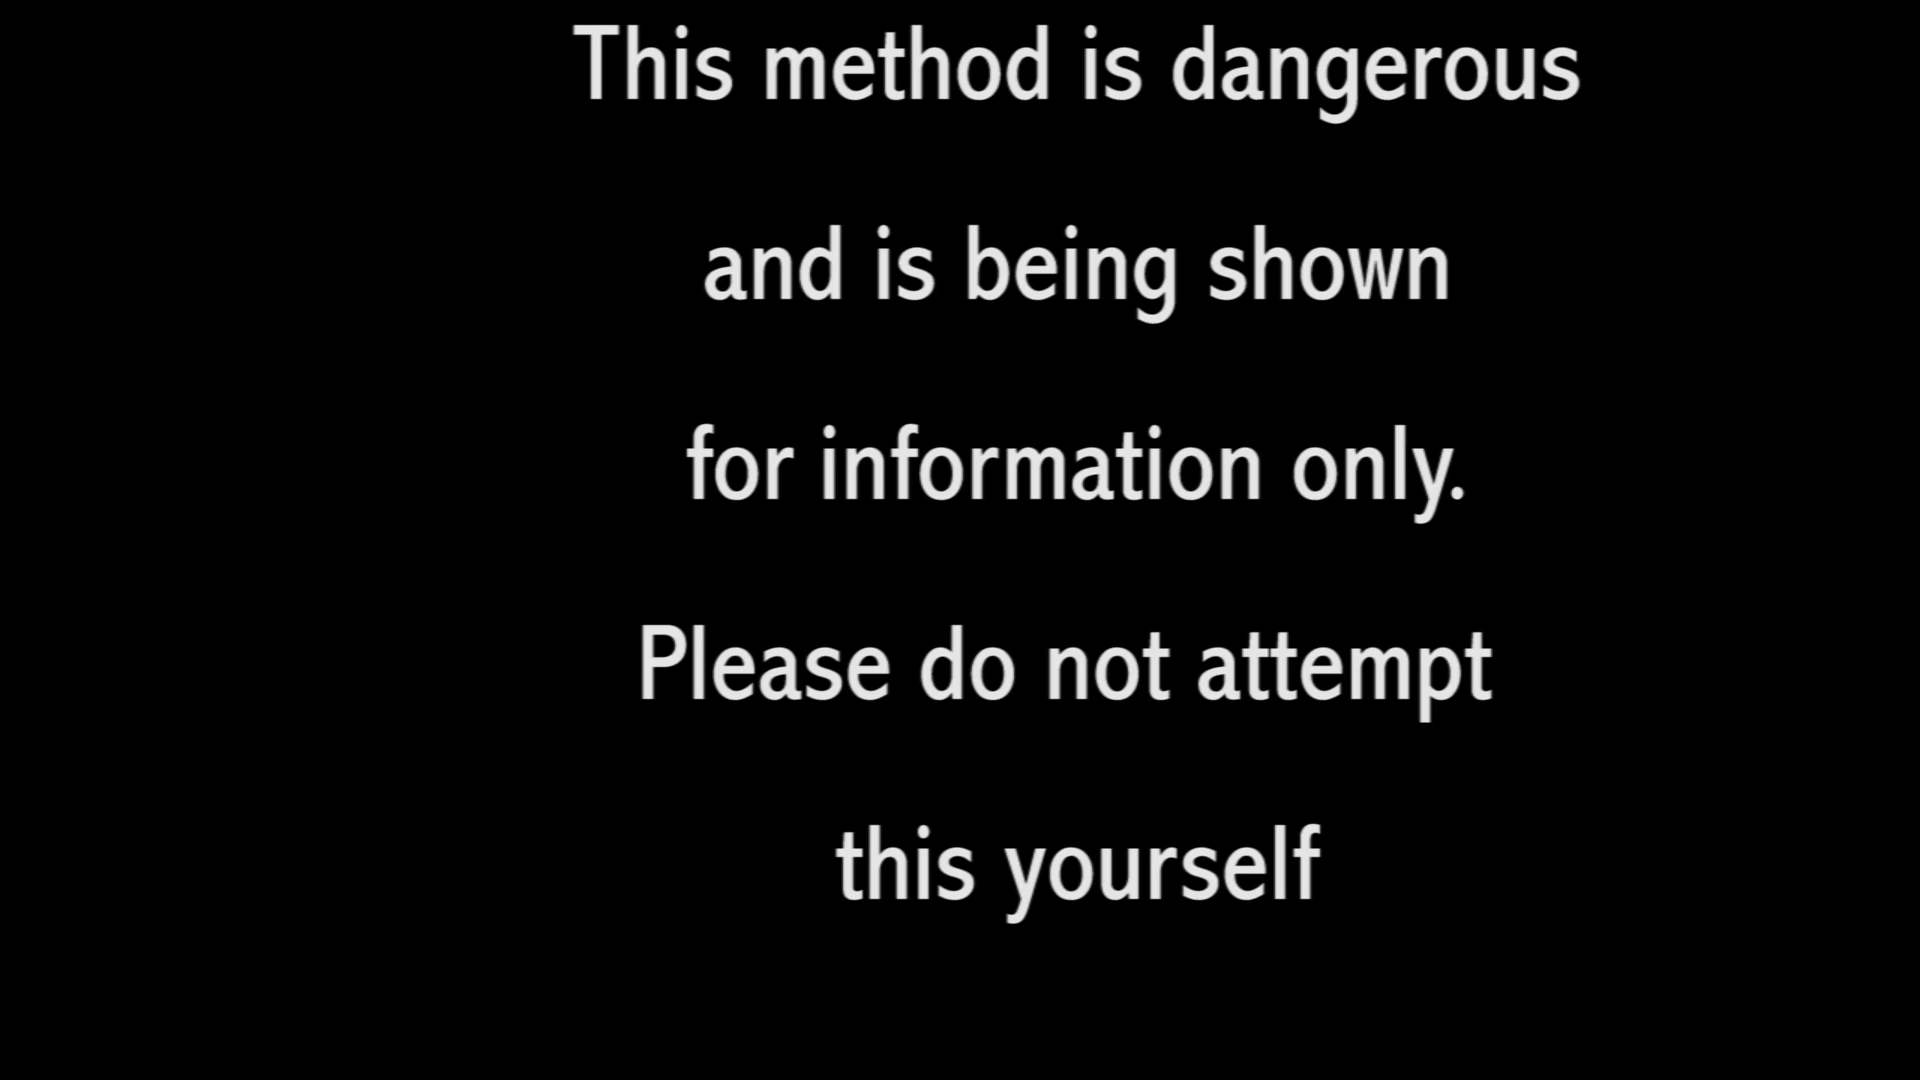 This method is dangerous
and is being shown
for information only.
Please do not attempt
this yourself